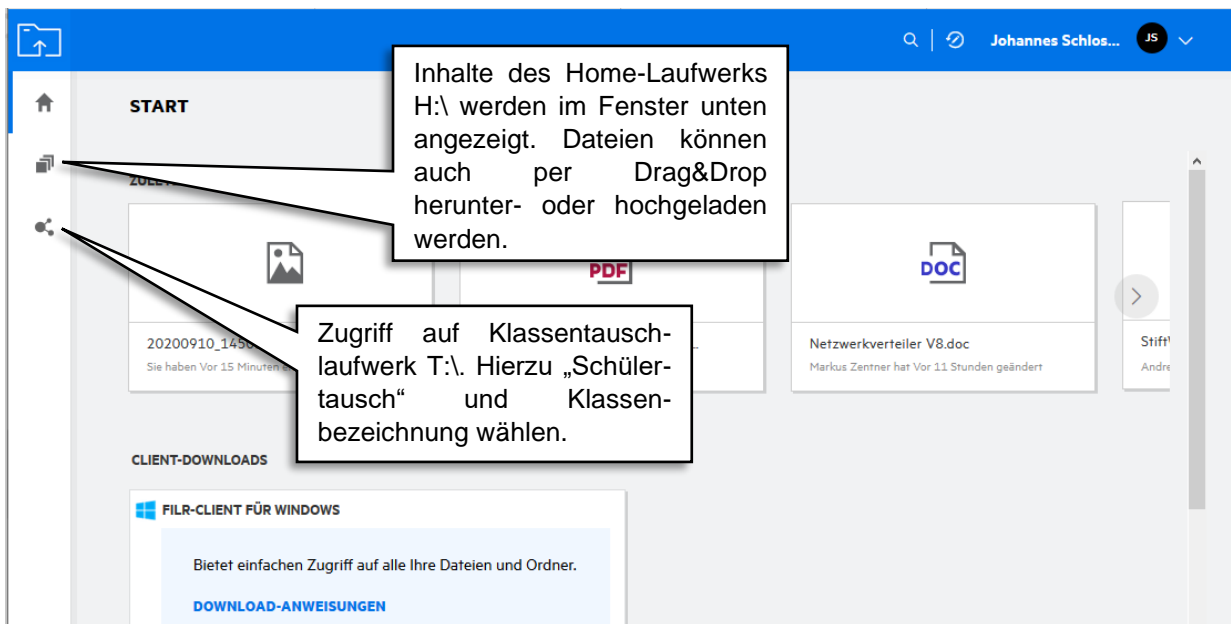 Johannes Schlos... JS
START
Inhalte des Home-Laufwerks
H:\ werden im Fenster unten
angezeigt. Dateien können
auch per Drag&Drop
herunter- oder hochgeladen
werden.
PDF
DOC
Zugriff auf Klassentausch-
laufwerk T:\. Hierzu „Schüler-
tausch“ und Klassen-
bezeichnung wählen.
Sie haben Vor 15 Minuten
Netzwerkverteiler V8.doc
Markus Zentner hat Vor 11 Stunden geändert
CLIENT-DOWNLOADS
FILR-CLIENT FÜR WINDOWS
Bietet einfachen Zugriff auf alle Ihre Dateien und Ordner.
DOWNLOAD-ANWEISUNGEN